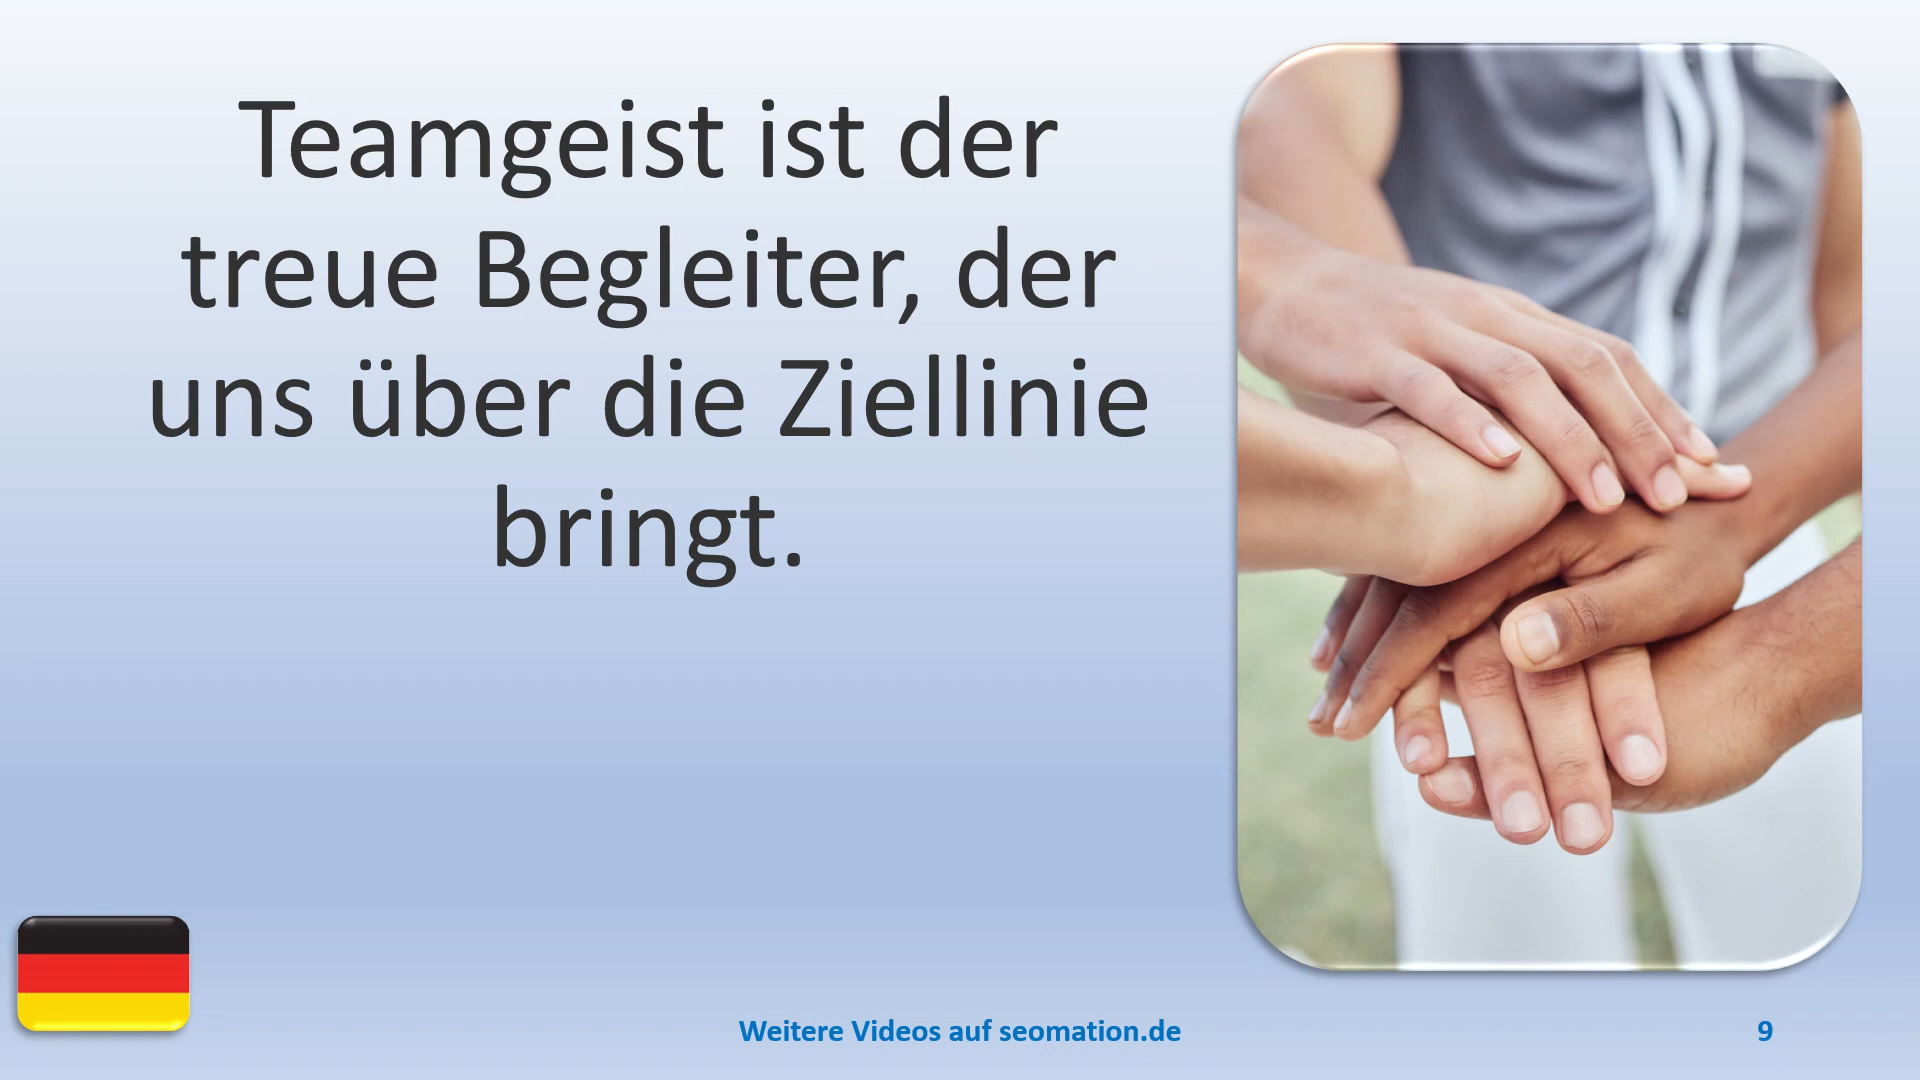 Teamgeist ist der
treue Begleiter, der
uns über die Ziellinie
bringt.
Weitere Videos auf seomation.de
9